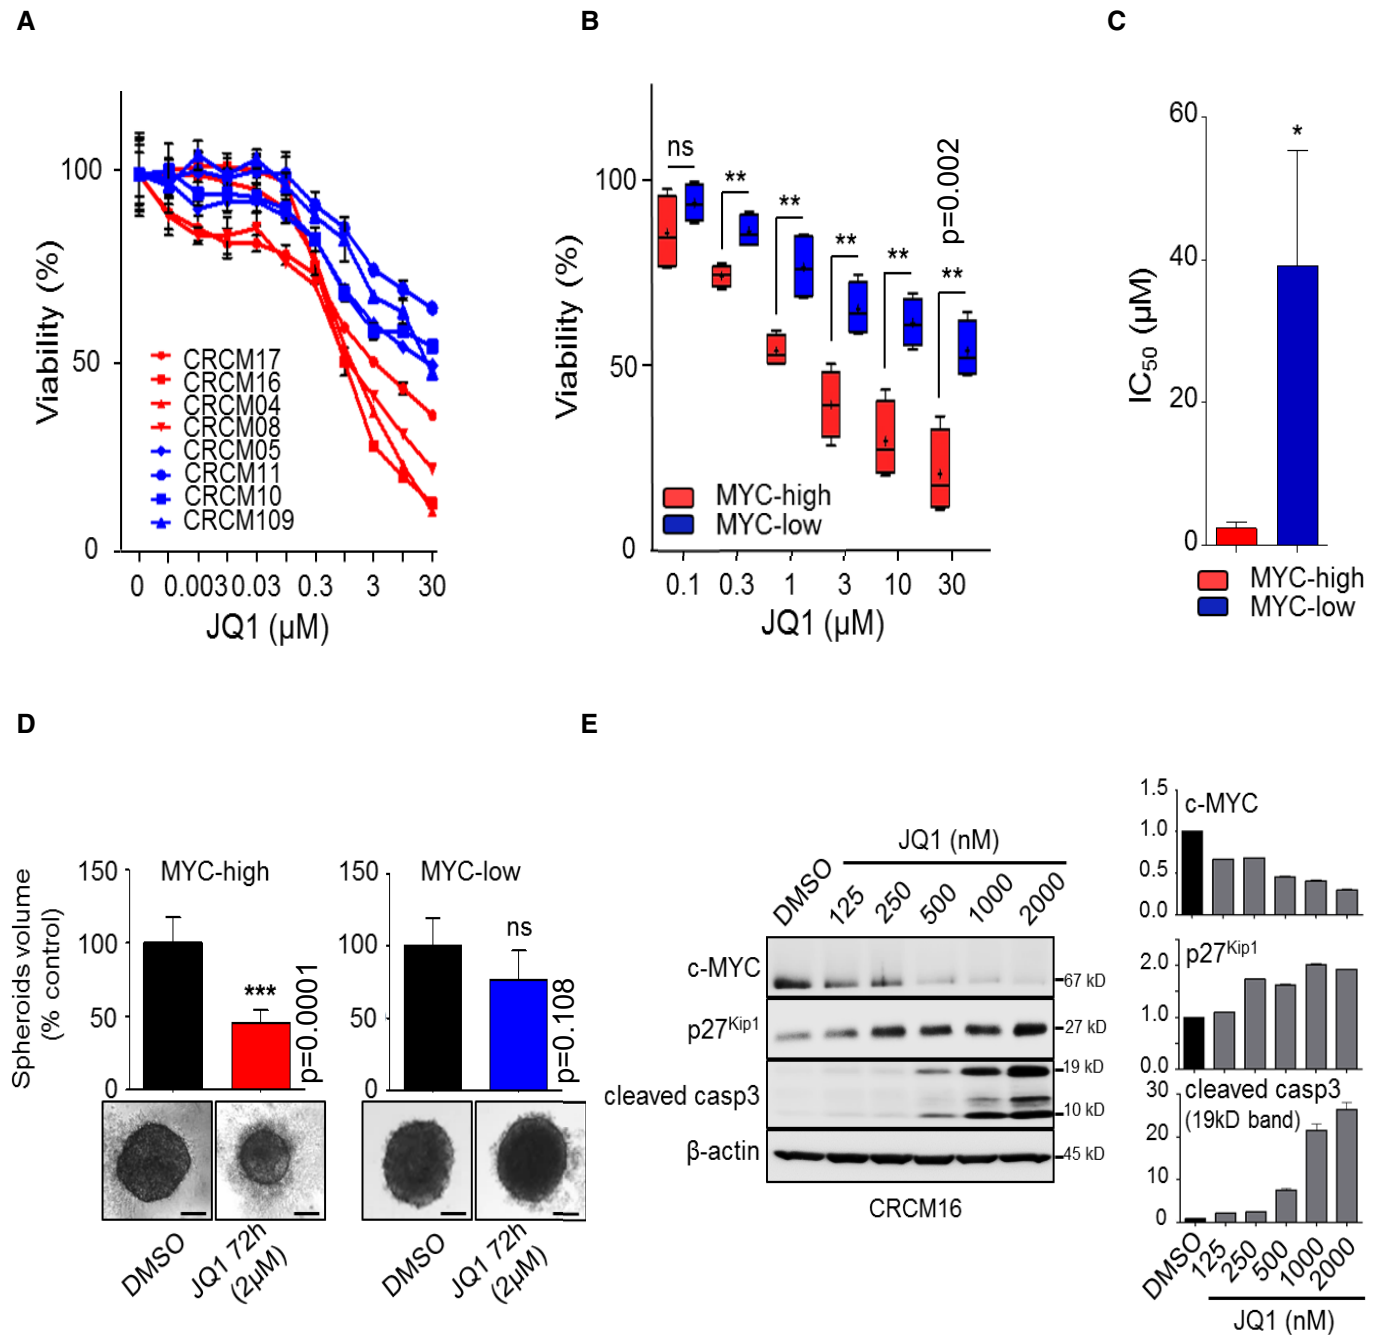 A
B
C
Viability (%)
100
50
0
CRCM17
CRCM16
CRCM04
CRCM08
CRCM05
CRCM11
CRCM10
CRCM109
0 0.003 0.03 0.3 3 30
JQ1 (µM)
Viability (%)
100
50
0
ns
**
**
**
**
**
p=0.002
MYC-high
MYC-low
0.1 0.3 1 3 10 30
JQ1 (µM)
IC50 (µM)
60
40
20
0
*
MYC-high
MYC-low
D
E
Spheroids volume
(% control)
150
100
50
0
MYC-high
***
p=0.0001
150
100
50
0
MYC-low
ns
p=0.108
DMSO
JQ1 72h
(2µM)
DMSO
JQ1 72h
(2µM)
JQ1 (nM)
DMSO 125 250 500 1000 2000
c-MYC
67 kD
p27Kip1
27 kD
cleaved casp3
19 kD
10 kD
β-actin
45 kD
CRCM16
1.5
1.0
0.5
0.0
c-MYC
2.0
1.0
0.0
p27Kip1
30
20
10
0
cleaved casp3
(19kD band)
DMSO 125 250 500 1000 2000
JQ1 (nM)